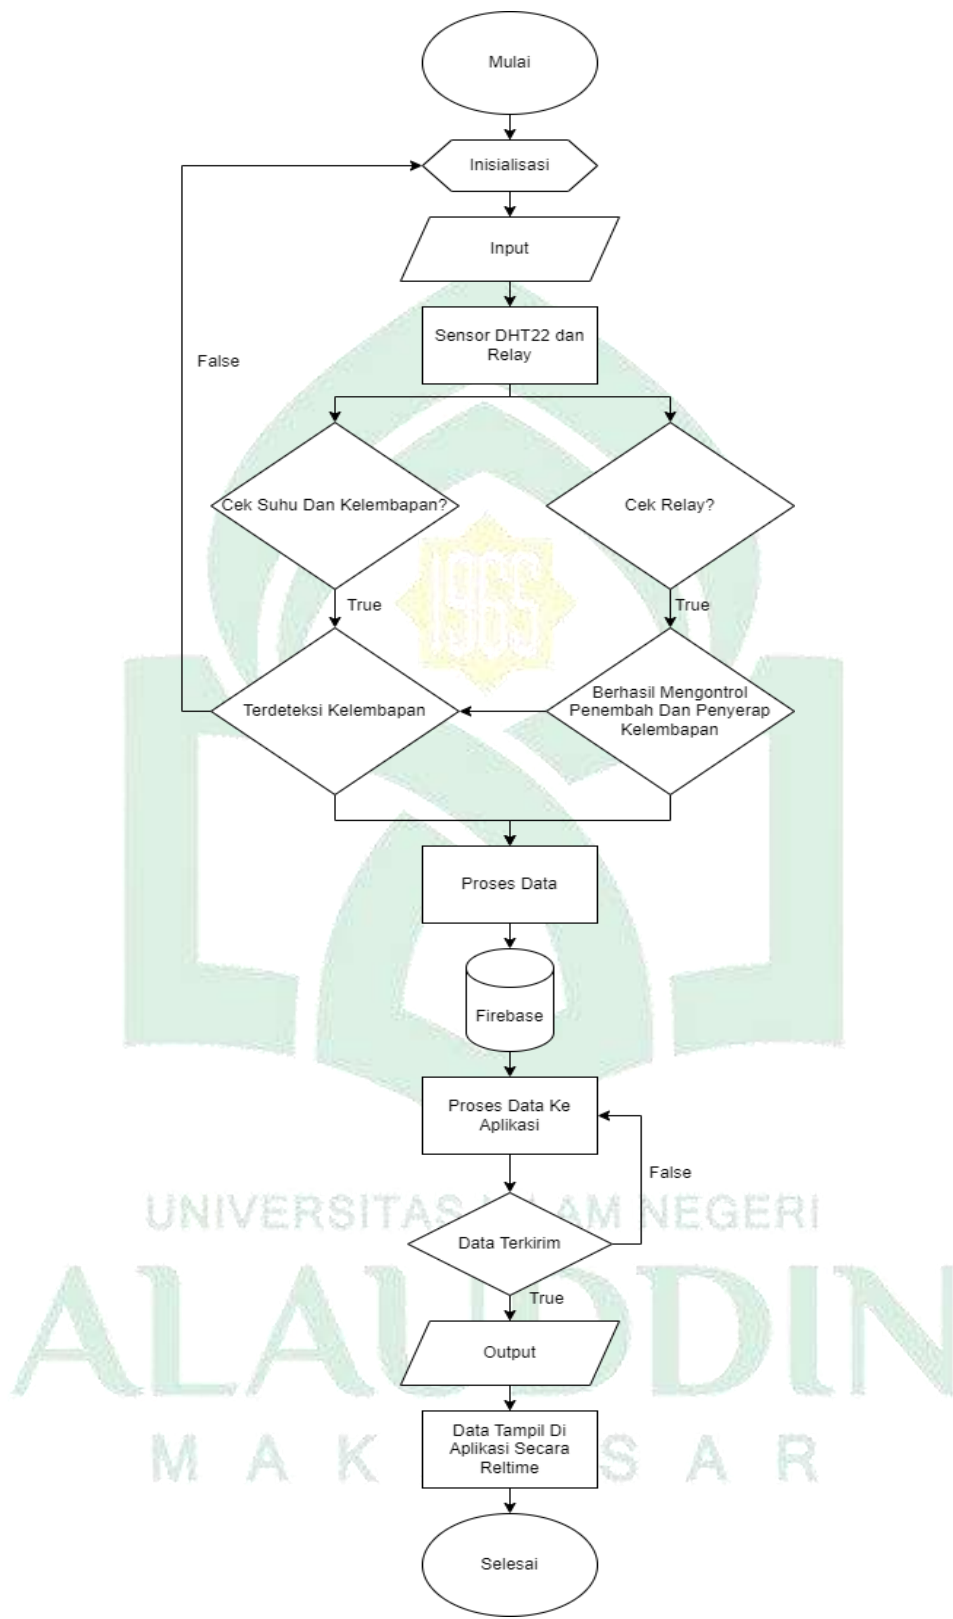 Mulai
Inisialisasi
Input
Sensor DHT22 dan
Relay
False
Cek Suhu Dan Kelembapan?
Cek Relay?
1965
True
True
Terdeteksi Kelembapan
Berhasil Mengontrol
Penembah Dan Penyerap
Kelembapan
Proses Data
Firebase
Proses Data Ke
Aplikasi
False
UNIVERSITAS ISLAM NEGERI
Data Terkirim
True
ALAUDDIN
Output
Data Tampil Di
Aplikasi Secara
Reltime
MAKASSAR
Selesai